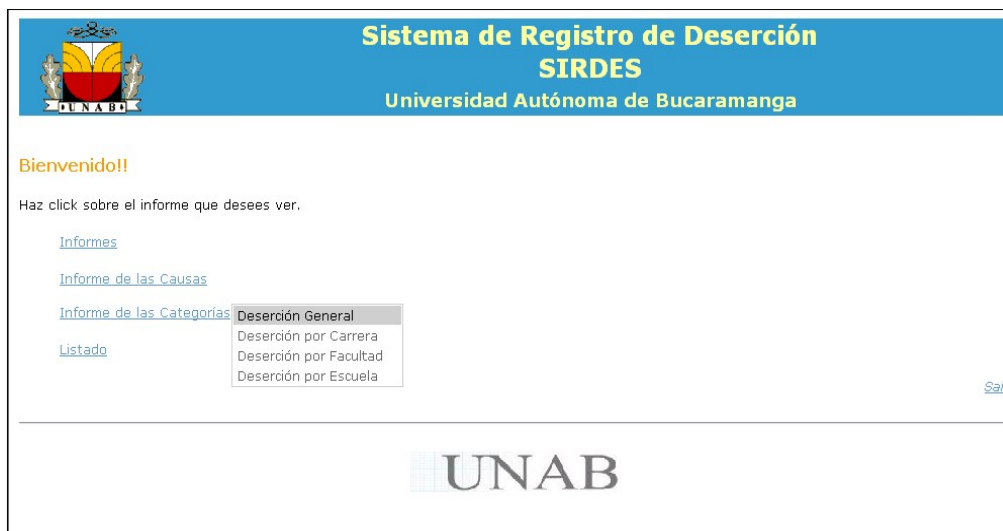 Sistema de Registro de Deserción
SIRDES
Universidad Autónoma de Bucaramanga
UNAB
Bienvenido!!
Haz click sobre el informe que desees ver.
Informes
Informe de las Causas
Informe de las Categorías
Deserción General
Deserción por Carrera
Deserción por Facultad
Deserción por Escuela
Listado
Sal
UNAB